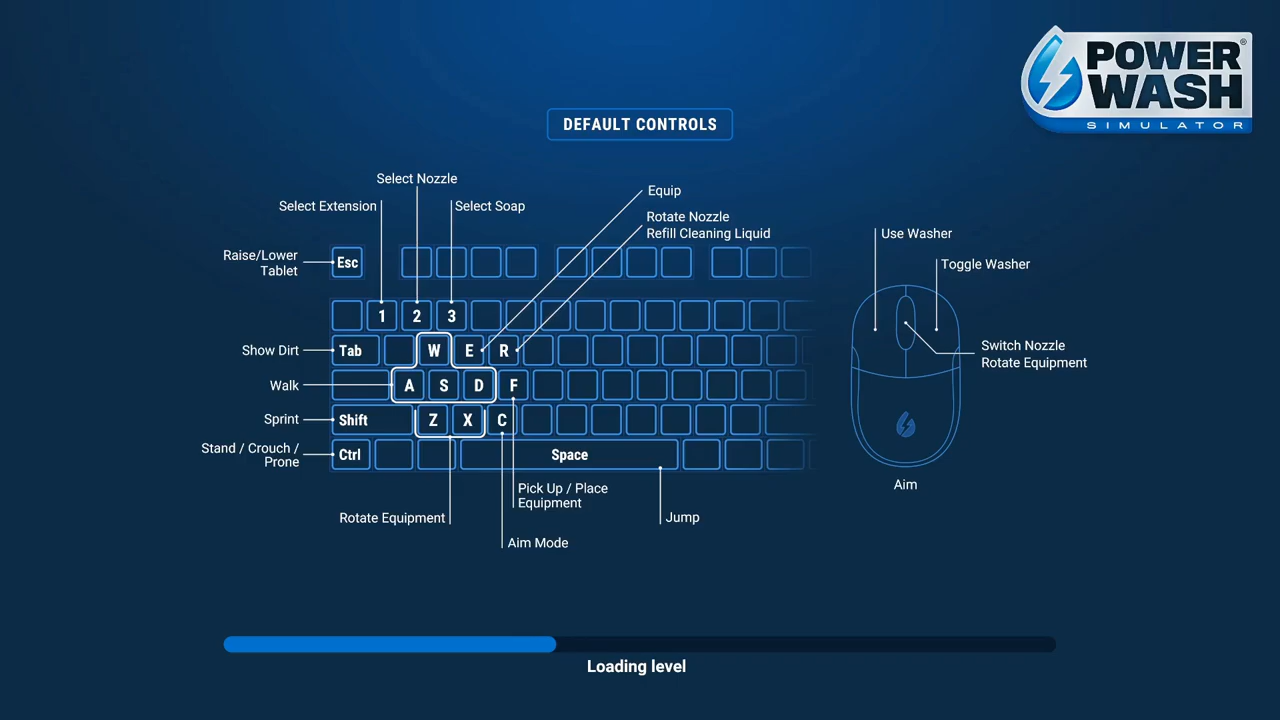 POWER
WASH
SIMULATOR
®
DEFAULT CONTROLS
Select Nozzle
Select Extension
Select Soap
Equip
Rotate Nozzle
Refill Cleaning Liquid
Raise/Lower
Tablet
Esc
1 2 3
Show Dirt
Tab W E R
Walk
A S D F
Sprint
Shift Z X C
Stand / Crouch /
Prone
Ctrl Space
Pick Up / Place
Equipment
Rotate Equipment
Jump
Aim Mode
Use Washer
Toggle Washer
Switch Nozzle
Rotate Equipment
Aim
Loading level